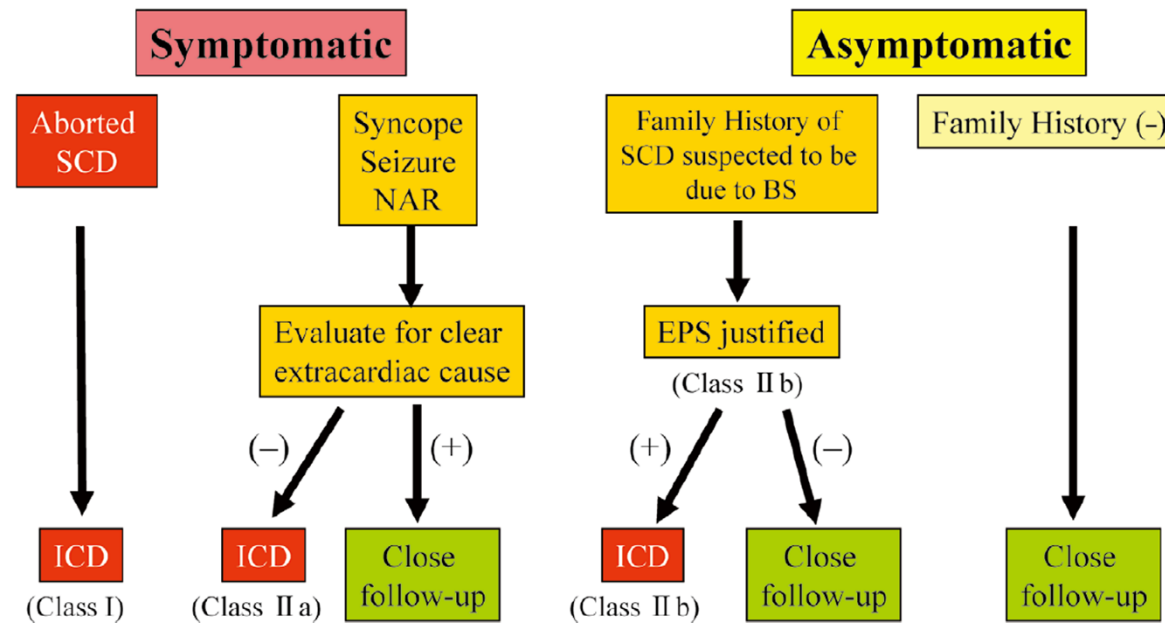 Symptomatic
Asymptomatic
Aborted
SCD
Syncope
Seizure
NAR
Family History of
SCD suspected to be
due to BS
Family History (-)
Evaluate for clear
extracardiac cause
EPS justified
(Class Ⅱb)
(–)
(+)
(+)
(–)
ICD
(Class I)
ICD
(Class Ⅱa)
Close
follow-up
ICD
(Class Ⅱb)
Close
follow-up
Close
follow-up